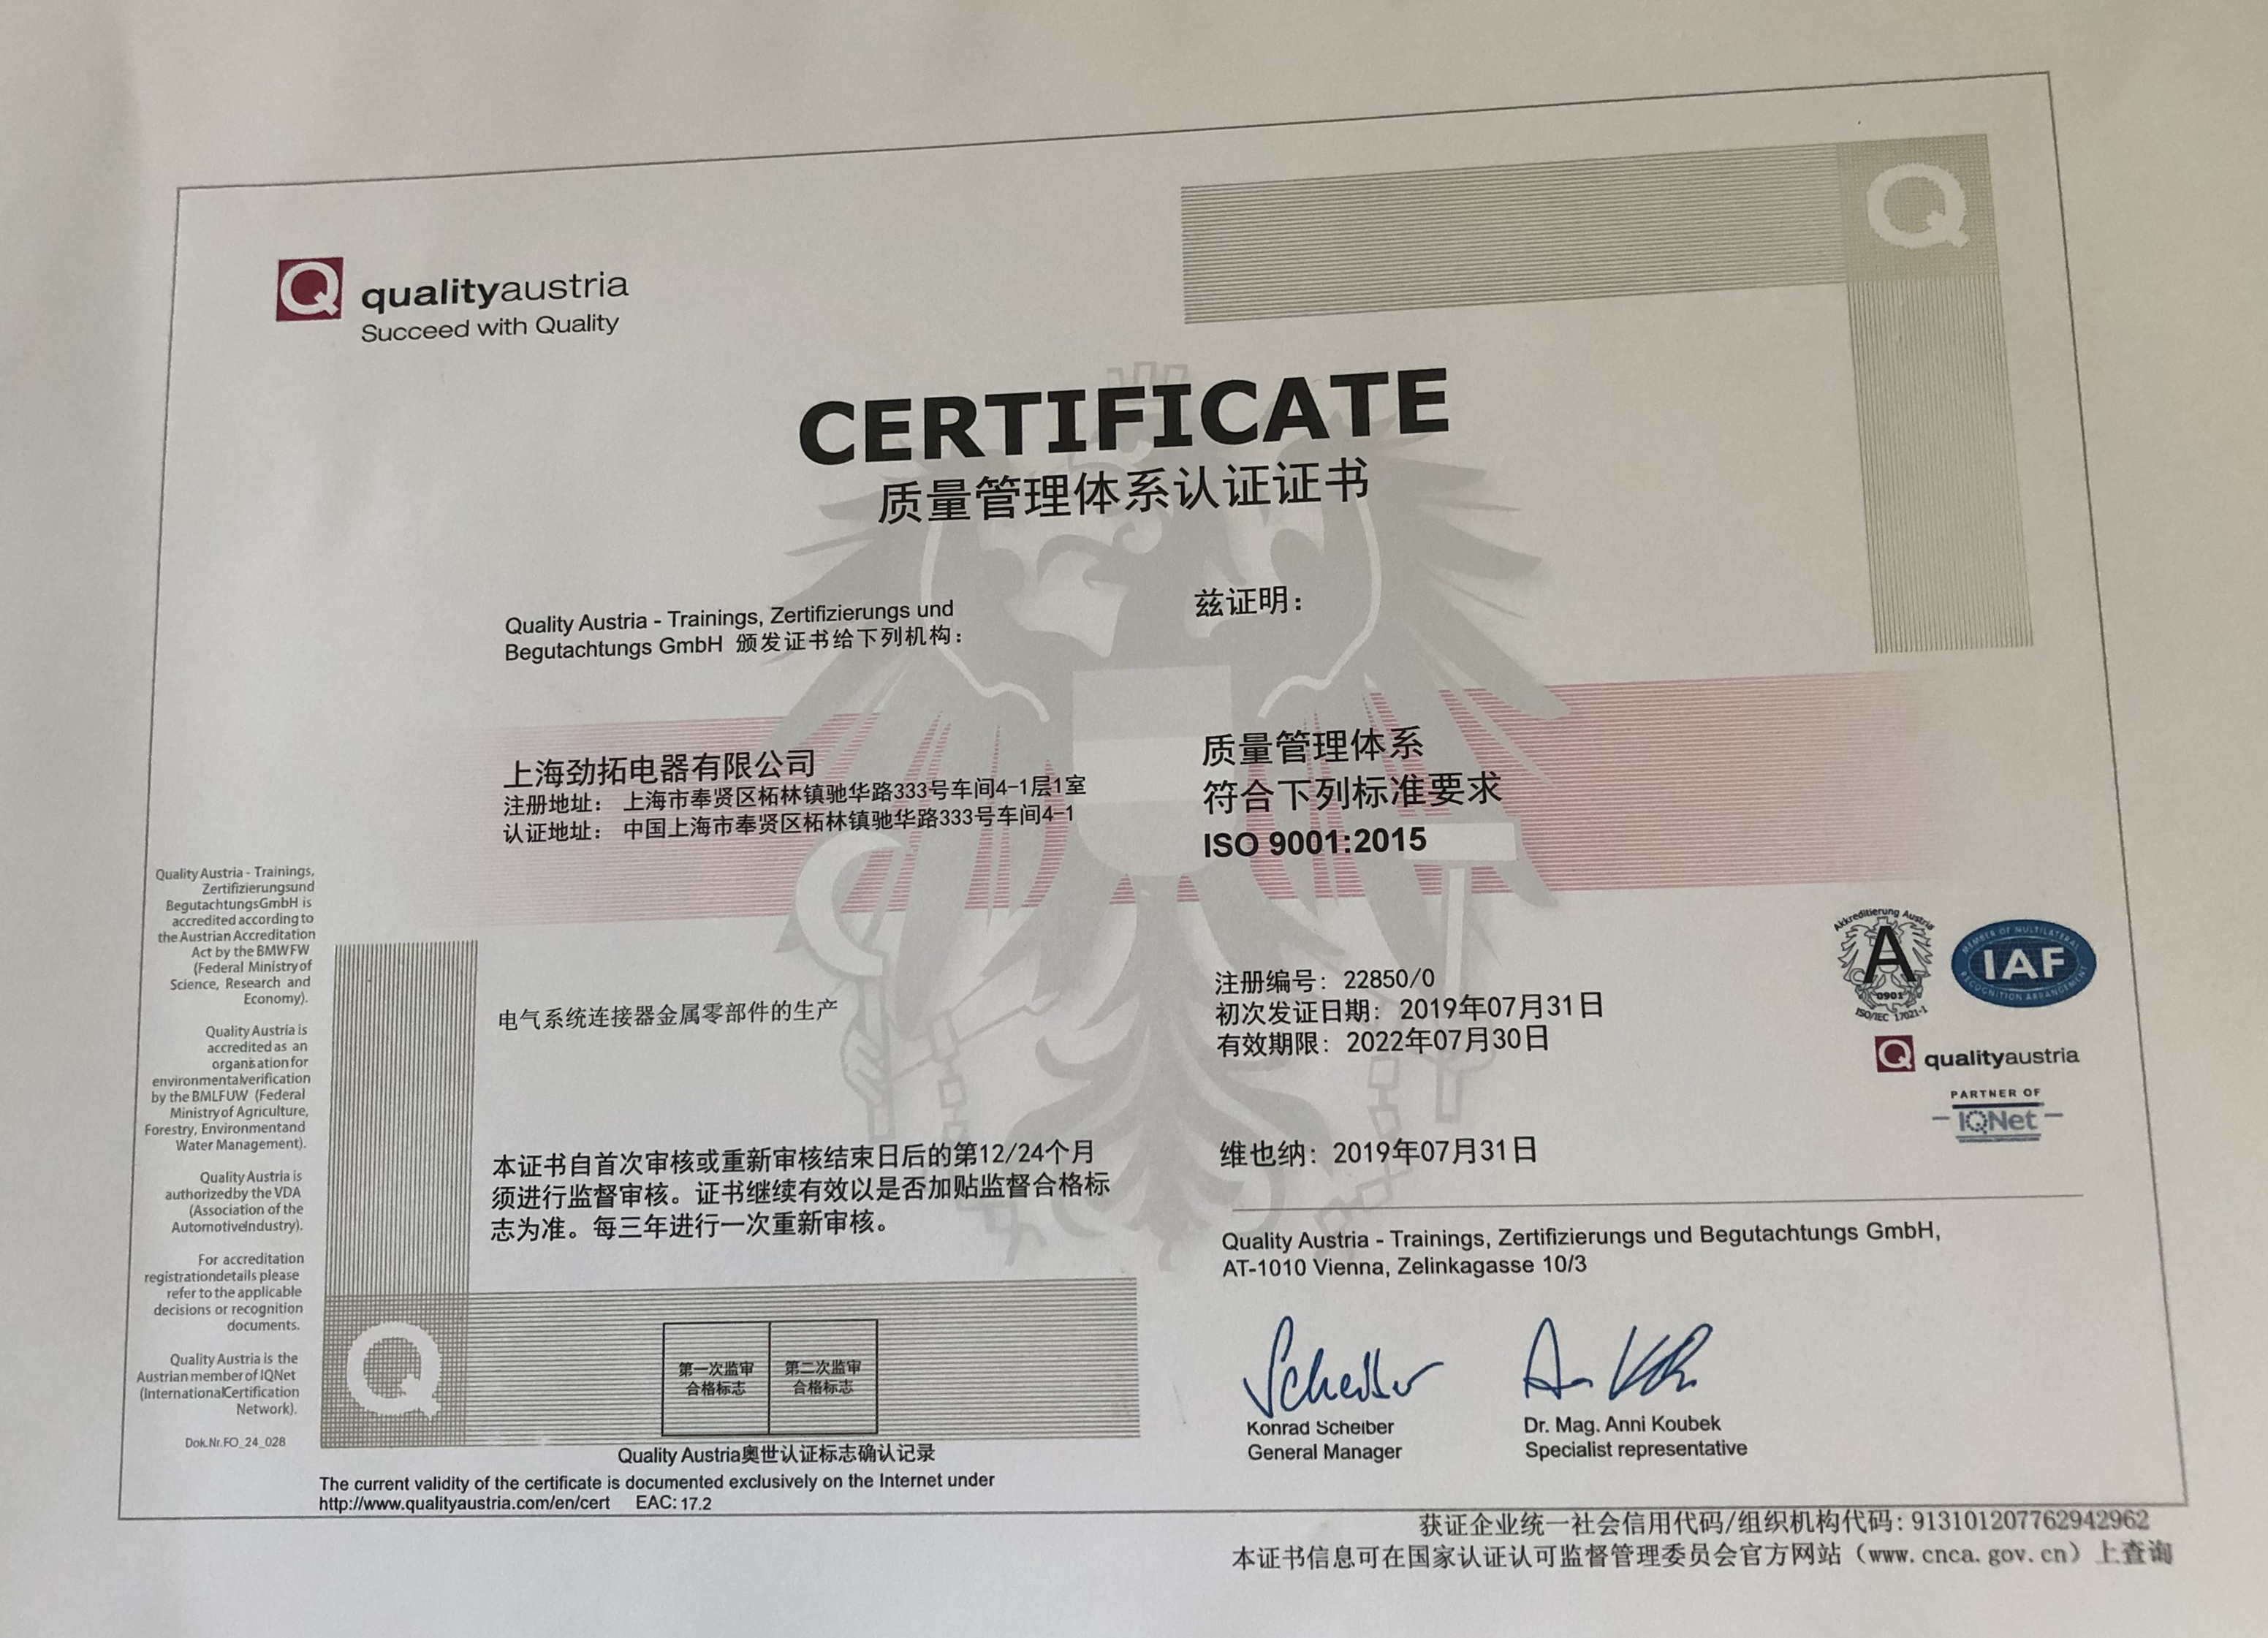 Q qualityaustria
Succeed with Quality
Q
CERTIFICATE
质量管理体系认证证书
Quality Austria - Trainings, Zertifizierungs und
Begutachtungs GmbH 颁发证书给下列机构：
兹证明：
上海劲拓电器有限公司
注册地址： 上海市奉贤区柘林镇驰华路333号车间4-1层1室
认证地址： 中国上海市奉贤区柘林镇驰华路333号车间4-1
质量管理体系
符合下列标准要求
ISO 9001:2015
Quality Austria - Trainings,
Zertifizierungsund
BegutachtungsGmbH is
accredited according to
the Austrian Accreditation
Act by the BMWFW
(Federal Ministry of
Science, Research and
Economy).
Quality Austria is
accredited as an
organisation for
environmentalverification
by the BMLFUW (Federal
Ministry of Agriculture,
Forestry, Environmentand
Water Management).
Quality Austria is
authorizedby the VDA
(Association of the
AutomotiveIndustry).
For accreditation
registrationdetails please
refer to the applicable
decisions or recognition
documents.
Quality Austria is the
Austrian member of IQNet
(InternationalCertification
Network).
Dok.Nr.FO_24_028
电气系统连接器金属零部件的生产
注册编号：22850/0
初次发证日期：2019年07月31日
有效期限：2022年07月30日
Akkreditierung Austria
A
0901
ISO/IEC 17021-1
MEMBER OF MULTILATERAL
IAF
RECOGNITION ARRANGEMENT
Q qualityaustria
PARTNER OF
IQNet
本证书自首次审核或重新审核结束日后的第12/24个月
须进行监督审核。证书继续有效以是否加贴监督合格标
志为准。每三年进行一次重新审核。
维也纳：2019年07月31日
Quality Austria - Trainings, Zertifizierungs und Begutachtungs GmbH,
AT-1010 Vienna, Zelinkagasse 10/3
Q
第一次监审
合格标志
第二次监审
合格标志
Quality Austria奥世认证标志确认记录
Scheiber
Konrad Scheiber
General Manager
Dr. Mag. Anni Koubek
Specialist representative
The current validity of the certificate is documented exclusively on the Internet under
http://www.qualityaustria.com/en/cert EAC: 17.2
获证企业统一社会信用代码/组织机构代码：913101207762942962
本证书信息可在国家认证认可监督管理委员会官方网站（www.cnca.gov.cn）上查询